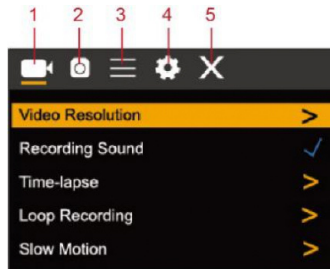 1 2 3 4 5
Video Resolution >
Recording Sound
Time-lapse >
Loop Recording >
Slow Motion >